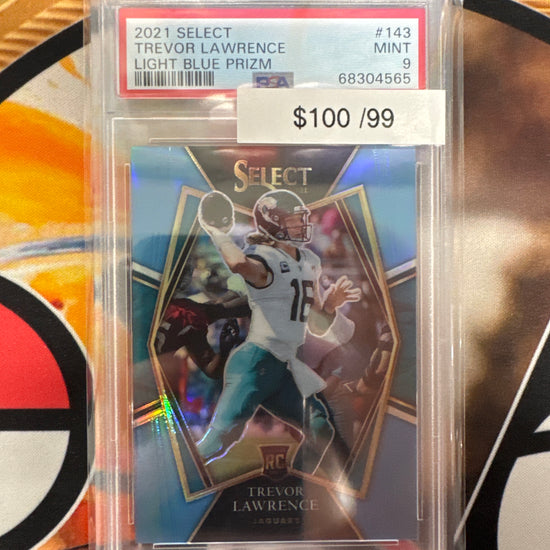 2021 SELECT #143
TREVOR LAWRENCE MINT
LIGHT BLUE PRIZM 9
PSA 68304565
$100 /99
SELECT
16
RC
TREVOR
LAWRENCE
JAGUARS